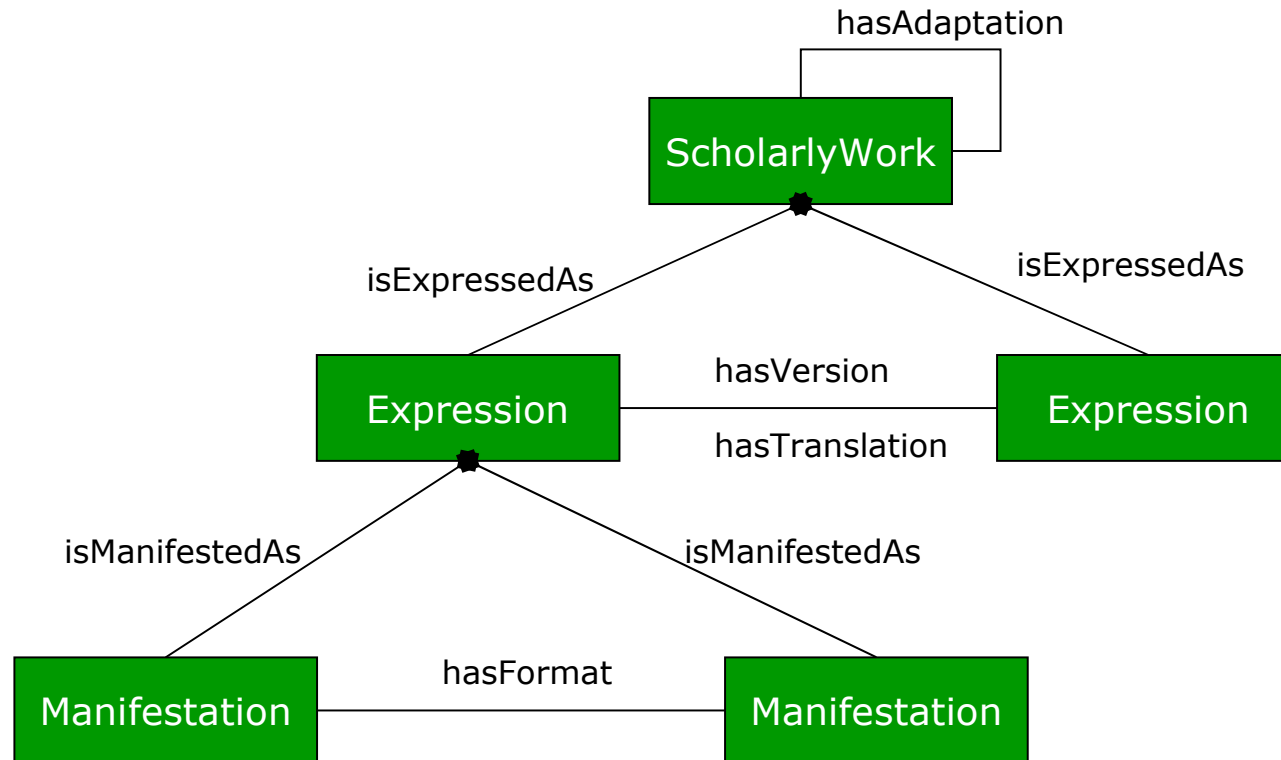 hasAdaptation
ScholarlyWork
isExpressedAs
isExpressedAs
Expression
hasVersion
hasTranslation
Expression
isManifestedAs
isManifestedAs
Manifestation
hasFormat
Manifestation